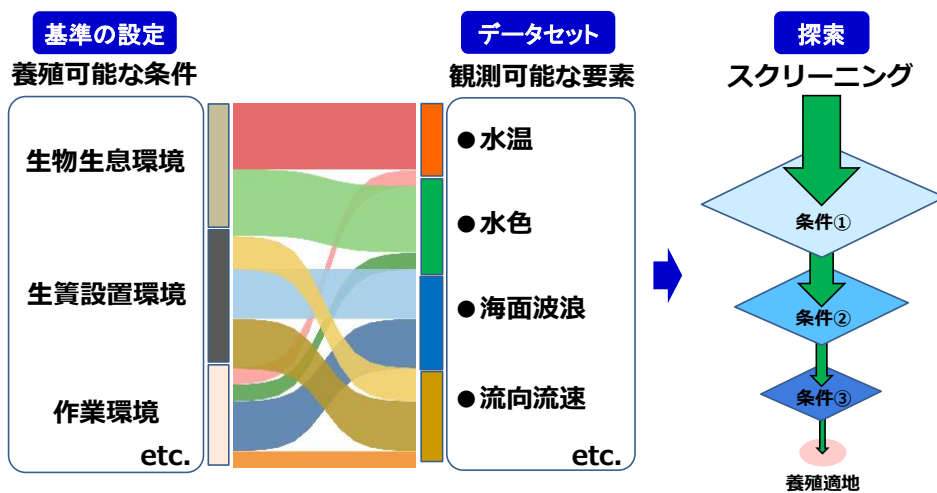 基準の設定
養殖可能な条件
生物生息環境
生簀設置環境
作業環境
etc.
データセット
観測可能な要素
●水温
●水色
●海面波浪
●流向流速
etc.
探索
スクリーニング
条件①
条件②
条件③
養殖適地